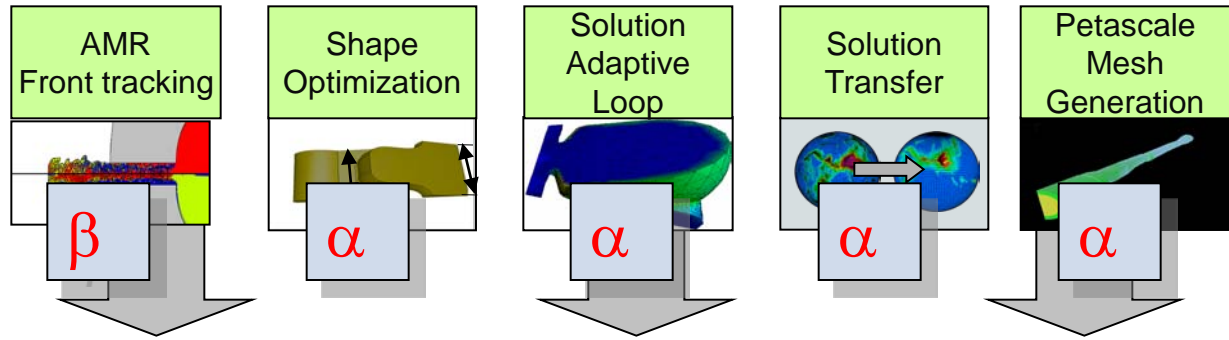 AMR
Front tracking
Shape
Optimization
Solution
Adaptive
Loop
Solution
Transfer
Petascale
Mesh
Generation
β
α
α
α
α